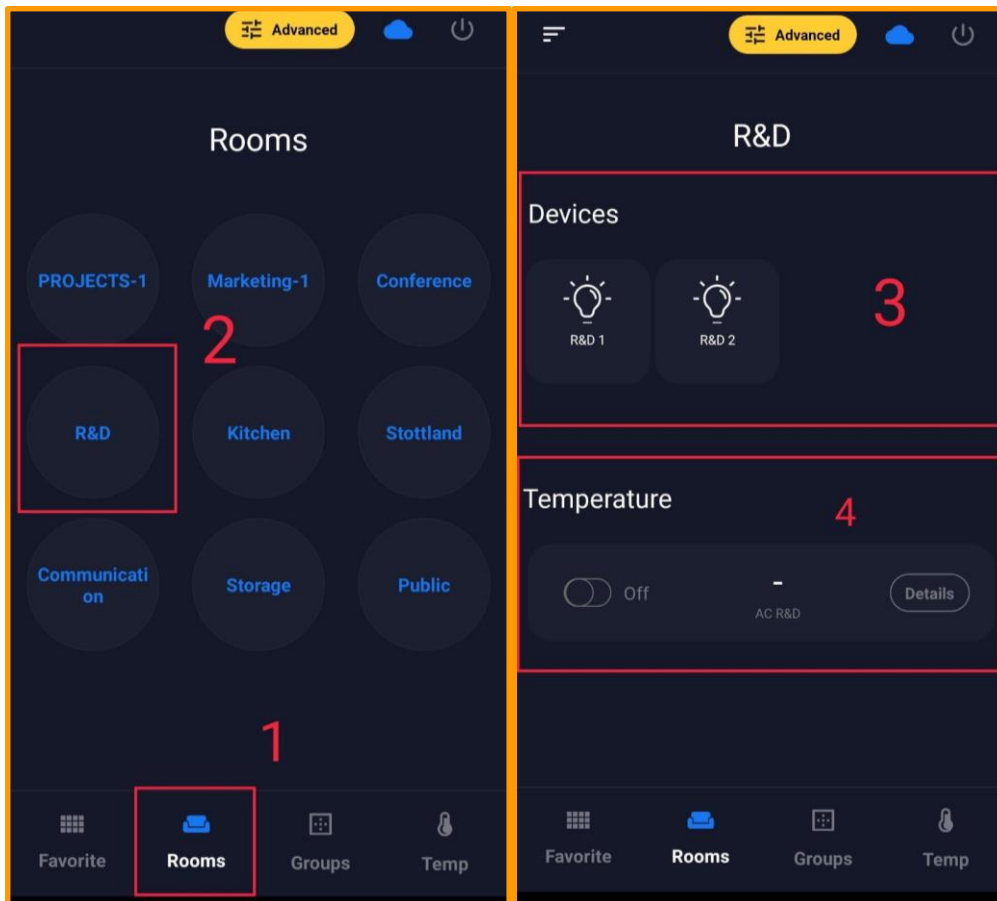 Advanced
Rooms
PROJECTS-1
Marketing-1
Conference
2
R&D
Kitchen
Stottland
Communicati
on
Storage
Public
1
Favorite
Rooms
Groups
Temp
Advanced
R&D
Devices
3
R&D 1
R&D 2
Temperature
4
Off
-
AC R&D
Details
Favorite
Rooms
Groups
Temp